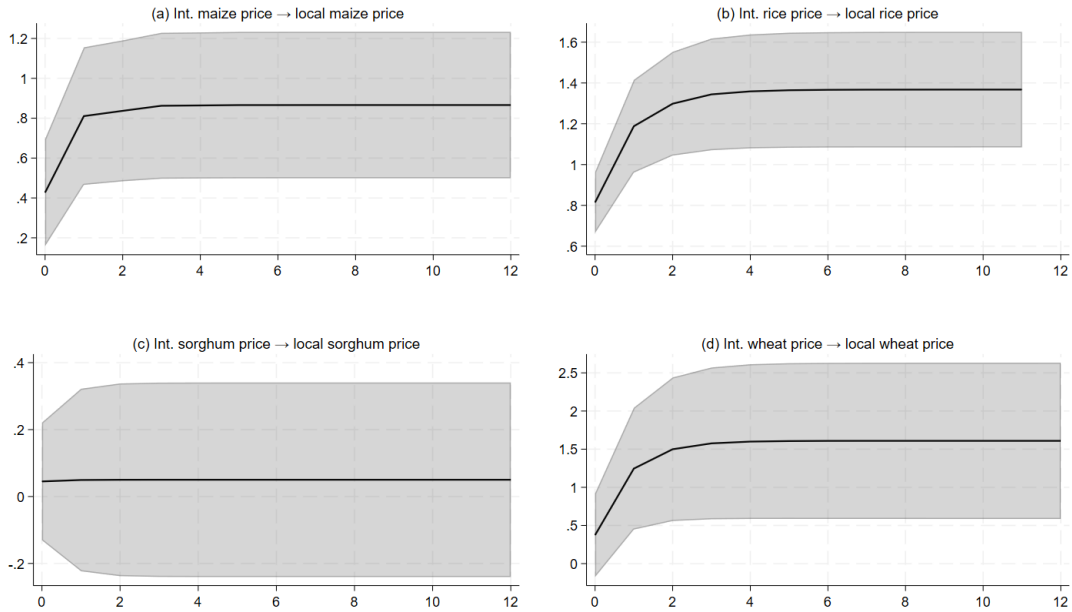 (a) Int. maize price → local maize price
1.2
1
.8
.6
.4
.2
0 2 4 6 8 10 12
(b) Int. rice price → local rice price
1.6
1.4
1.2
1
.8
.6
0 2 4 6 8 10 12
(c) Int. sorghum price → local sorghum price
.4
.2
0
-.2
0 2 4 6 8 10 12
(d) Int. wheat price → local wheat price
2.5
2
1.5
1
.5
0
0 2 4 6 8 10 12